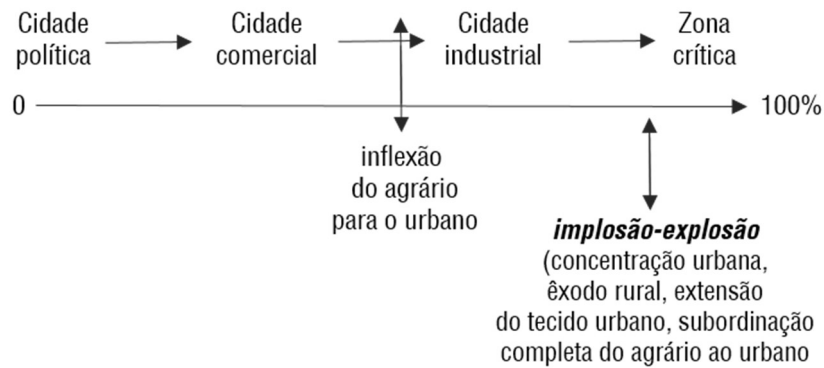 Cidade
política
Cidade
comercial
Cidade
industrial
Zona
crítica
0
100%
inflexão
do agrário
para o urbano
implosão-explosão
(concentração urbana,
êxodo rural, extensão
do tecido urbano, subordinação
completa do agrário ao urbano